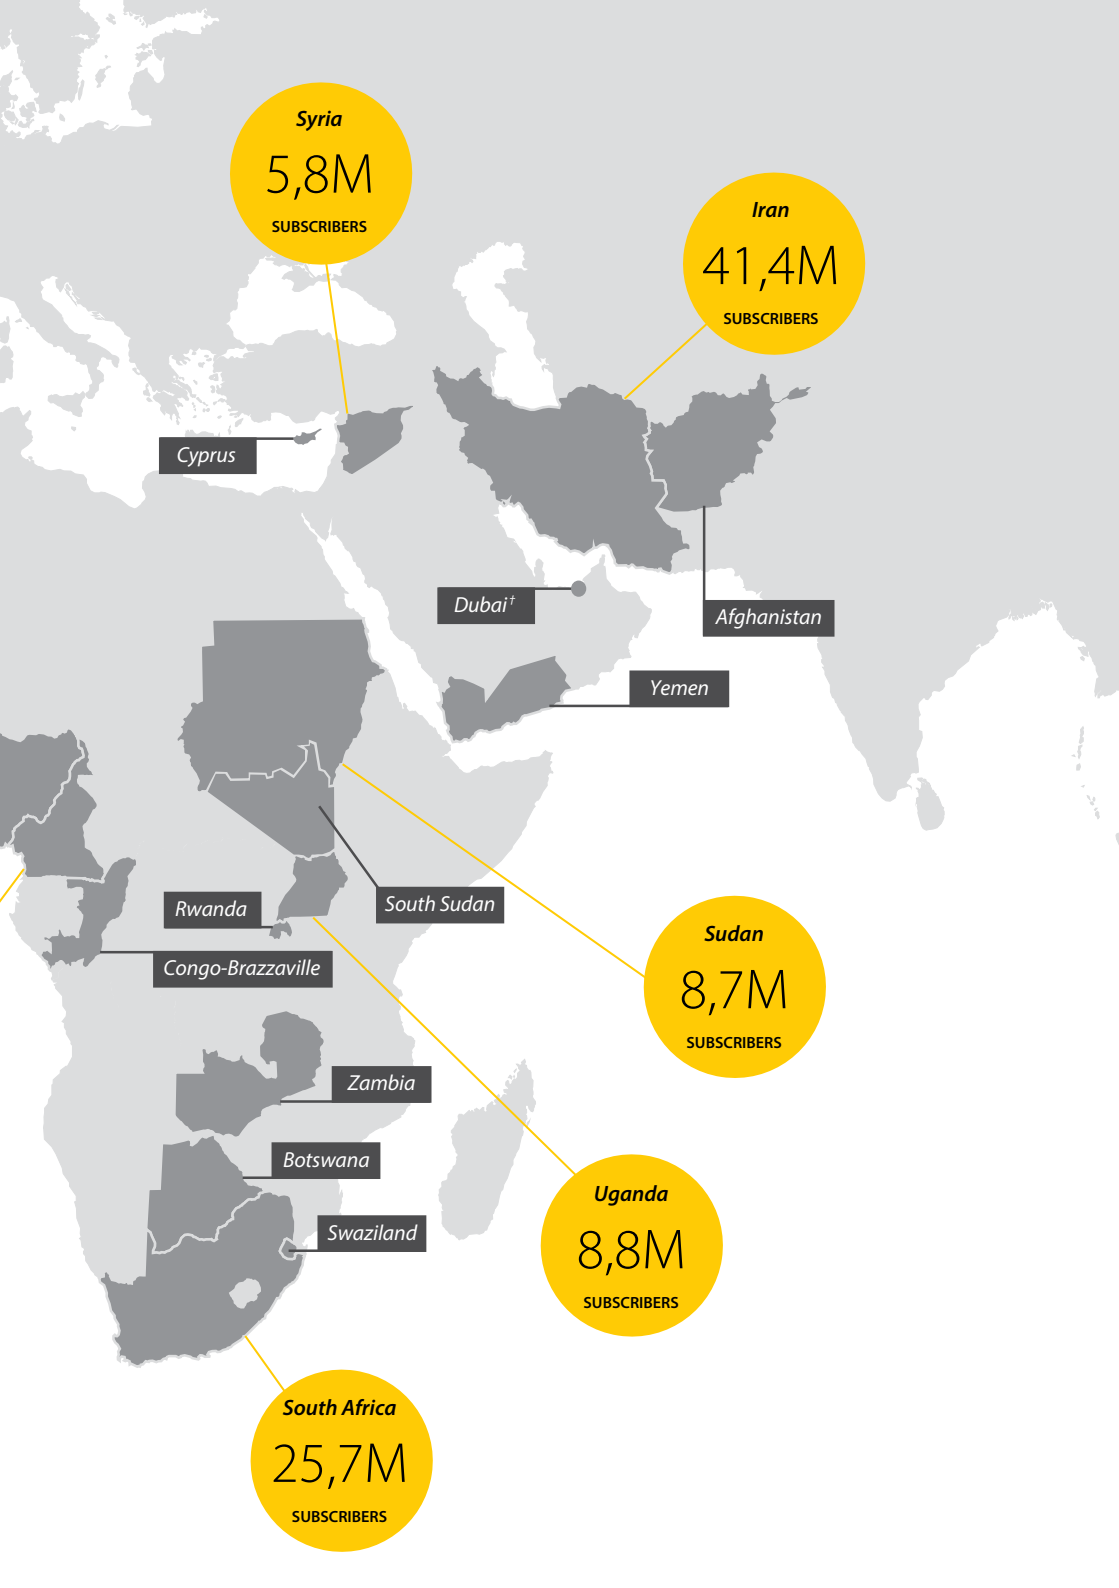 Syria
5,8M
SUBSCRIBERS
Iran
41,4M
SUBSCRIBERS
Cyprus
Dubai†
Afghanistan
Yemen
South Sudan
Rwanda
Congo-Brazzaville
Sudan
8,7M
SUBSCRIBERS
Zambia
Botswana
Swaziland
Uganda
8,8M
SUBSCRIBERS
South Africa
25,7M
SUBSCRIBERS